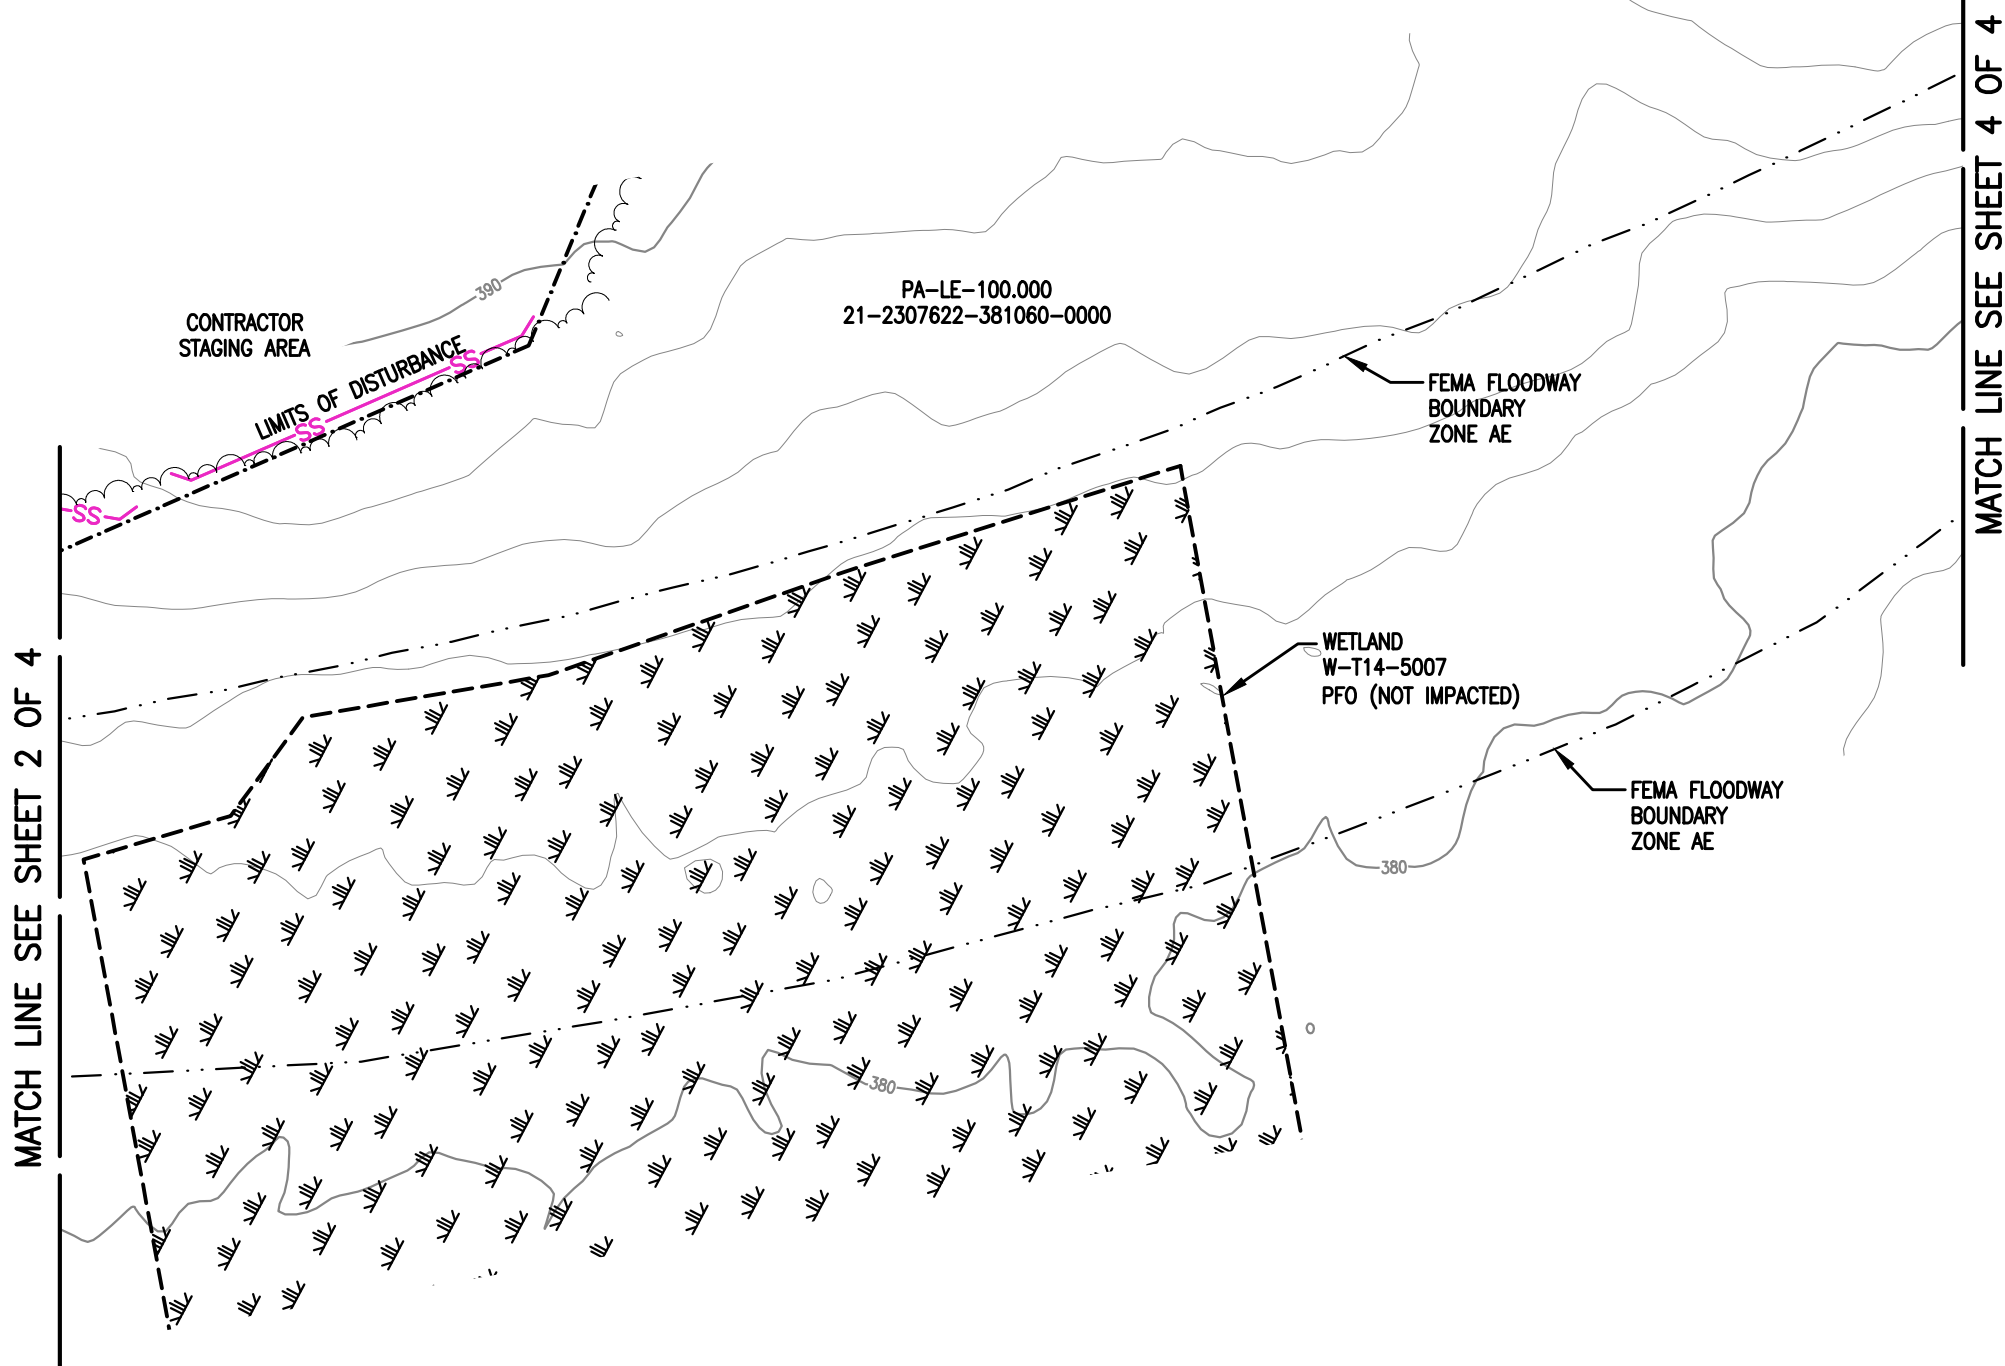 MATCH LINE SEE SHEET 4 OF 4
390
PA-LE-100.000
21-2307622-381060-0000
CONTRACTOR
STAGING AREA
LIMITS OF DISTURBANCE
SS
SS
SS
FEMA FLOODWAY
BOUNDARY
ZONE AE
WETLAND
W-T14-5007
PFO (NOT IMPACTED)
FEMA FLOODWAY
BOUNDARY
ZONE AE
380
380
MATCH LINE SEE SHEET 2 OF 4